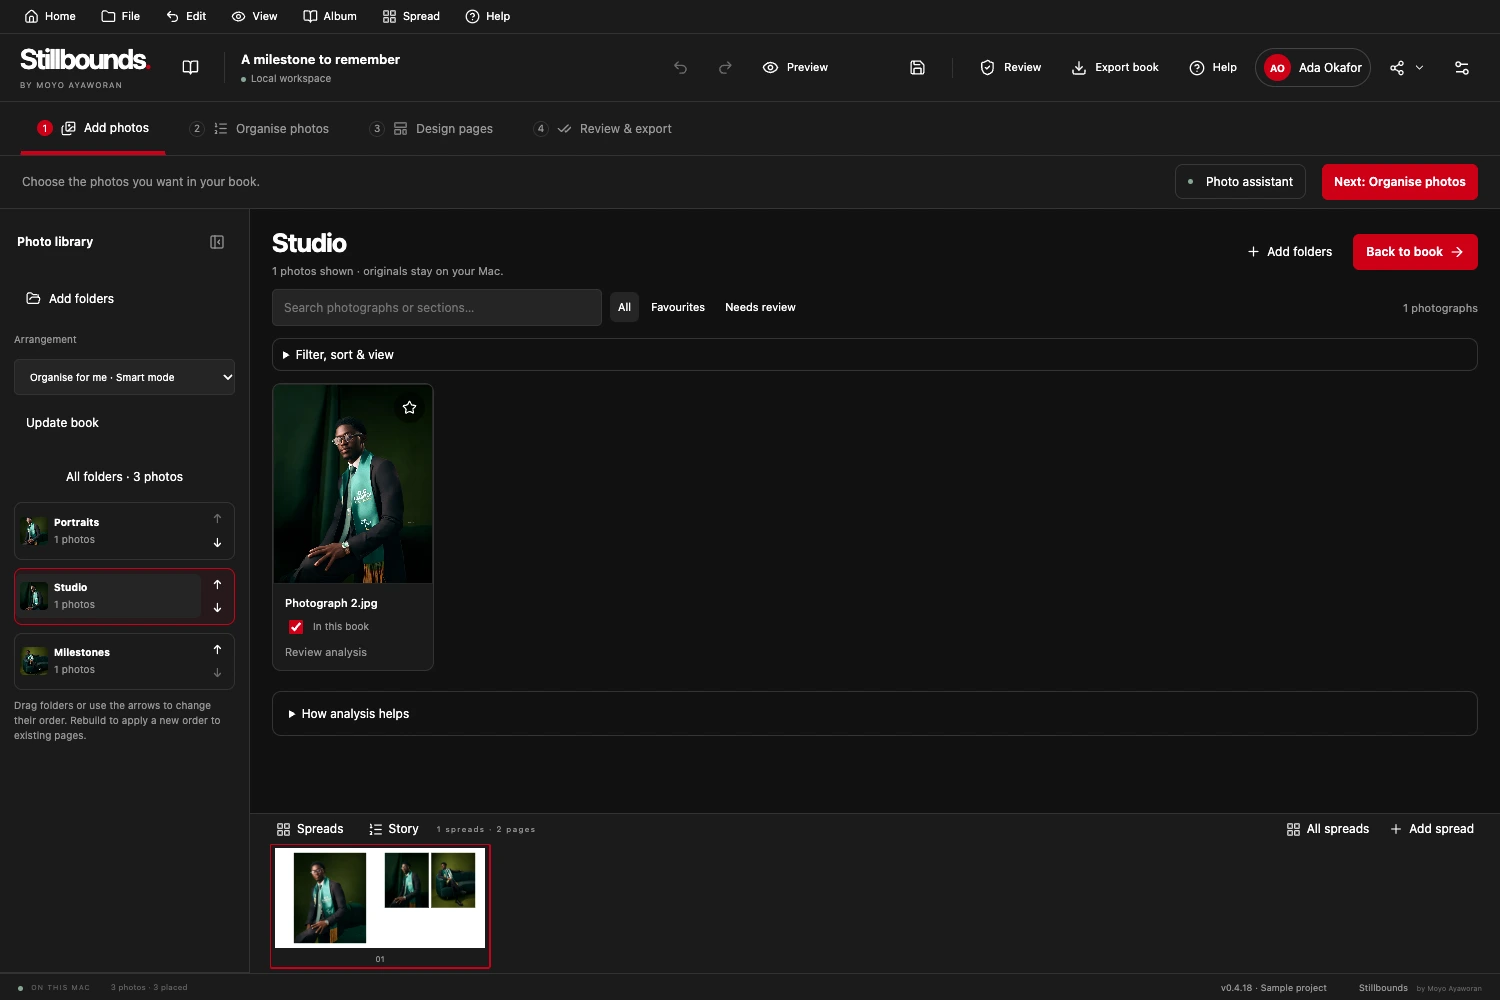 Home File Edit View Album Spread Help
Stillbounds.
BY MOYO AYAWORAN
A milestone to remember
Local workspace
Preview Review Export book Help AO Ada Okafor
1 Add photos 2 Organise photos 3 Design pages 4 Review & export
Choose the photos you want in your book.
Photo assistant Next: Organise photos
Photo library
Add folders
Arrangement
Organise for me · Smart mode
Update book
All folders · 3 photos
Portraits
1 photos
Studio
1 photos
Milestones
1 photos
Drag folders or use the arrows to change
their order. Rebuild to apply a new order to
existing pages.
Studio
1 photos shown · originals stay on your Mac.
Add folders Back to book
Search photographs or sections...
All Favourites Needs review
1 photographs
Filter, sort & view
Photograph 2.jpg
In this book
Review analysis
How analysis helps
Spreads Story 1 spreads · 2 pages
All spreads Add spread
01
ON THIS MAC 3 photos · 3 placed
v0.4.18 · Sample project Stillbounds by Moyo Ayaworan